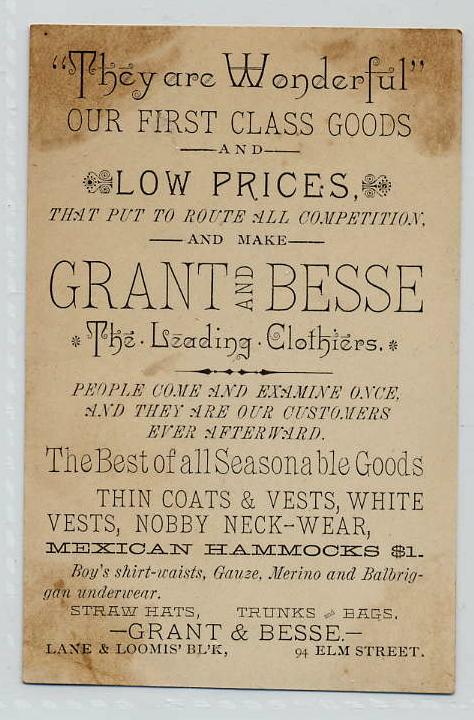 "They are Wonderful"
OUR FIRST CLASS GOODS
—AND—
LOW PRICES,
THAT PUT TO ROUTE ALL COMPETITION,
—AND MAKE—
GRANT AND BESSE
* The · Leading · Clothiers. *
PEOPLE COME AND EXAMINE ONCE,
AND THEY ARE OUR CUSTOMERS
EVER AFTERWARD.
The Best of all Seasonable Goods
THIN COATS & VESTS, WHITE
VESTS, NOBBY NECK-WEAR,
MEXICAN HAMMOCKS $1.
Boy's shirt-waists, Gauze, Merino and Balbrig-
gan underwear.
STRAW HATS, TRUNKS and BAGS.
—GRANT & BESSE.—
LANE & LOOMIS' BL'K, 94 ELM STREET.